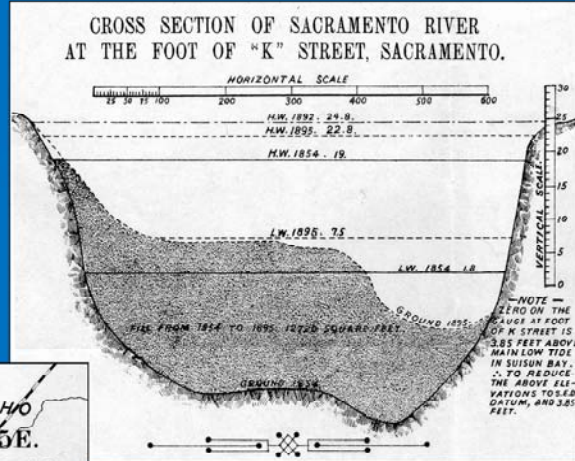 CROSS SECTION OF SACRAMENTO RIVER
AT THE FOOT OF "K" STREET, SACRAMENTO.
HORIZONTAL SCALE
25 50 75 100 200 300 400 500 600
H.W. 1892. 24.8.
H.W. 1895. 22.8.
H.W. 1854. 19.
L.W. 1895. 7.5
L.W. 1854 1.8
GROUND 1895.
FILL FROM 1854 TO 1895. SQUARE FEET.
GROUND 1854
30
25
20
15
10
5
0
VERTICAL SCALE.
NOTE
ZERO ON THE
GAUGE AT FOOT
OF K STREET IS
3.85 FEET ABOVE
MAIN LOW TIDE
IN SUISUN BAY.
∴ TO REDUCE
THE ABOVE ELE-
VATIONS TO S.E.D.
DATUM, ADD 3.85
FEET.